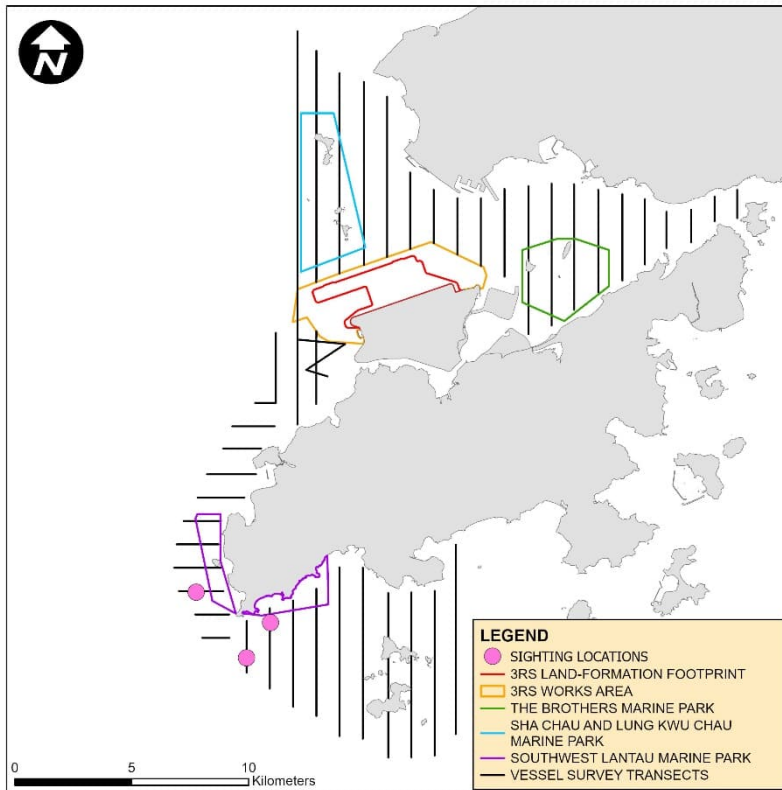 N
LEGEND
SIGHTING LOCATIONS
3RS LAND-FORMATION FOOTPRINT
3RS WORKS AREA
THE BROTHERS MARINE PARK
SHA CHAU AND LUNG KWU CHAU
MARINE PARK
SOUTHWEST LANTAU MARINE PARK
VESSEL SURVEY TRANSECTS
0 5 10
Kilometers